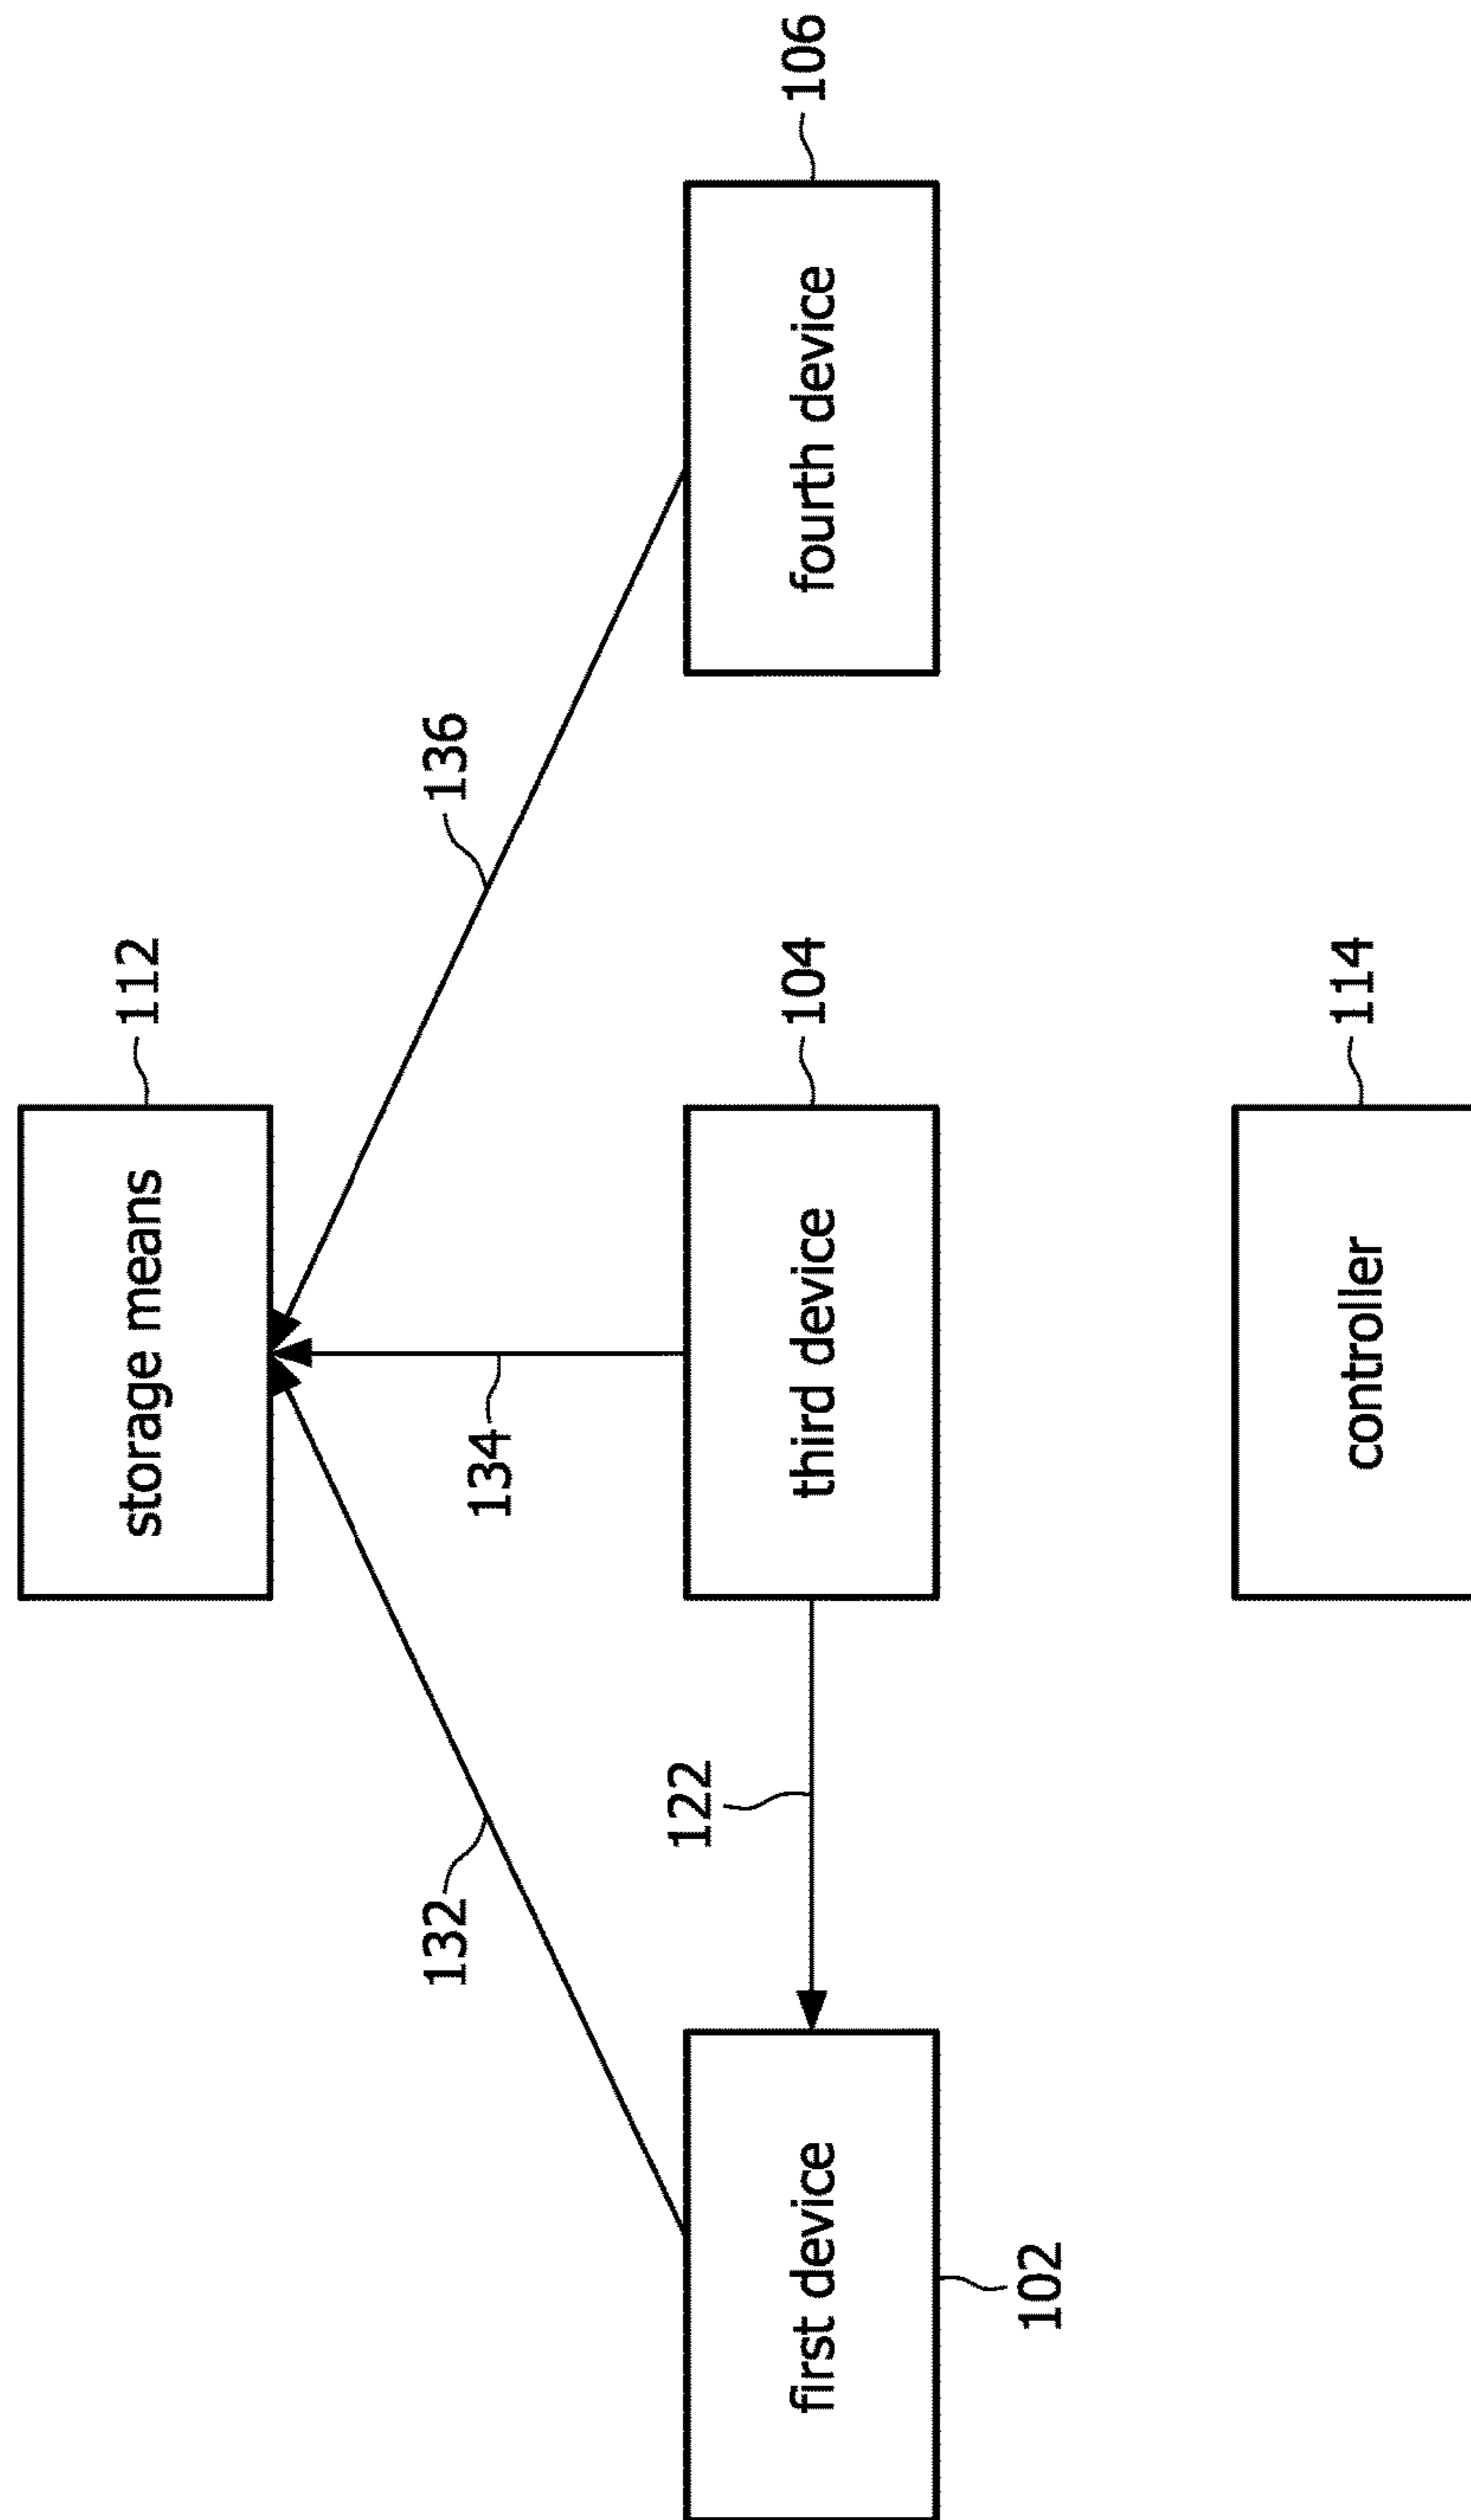 storage means
112
132
134
136
122
first device
102
third device
104
fourth device
106
controller
114